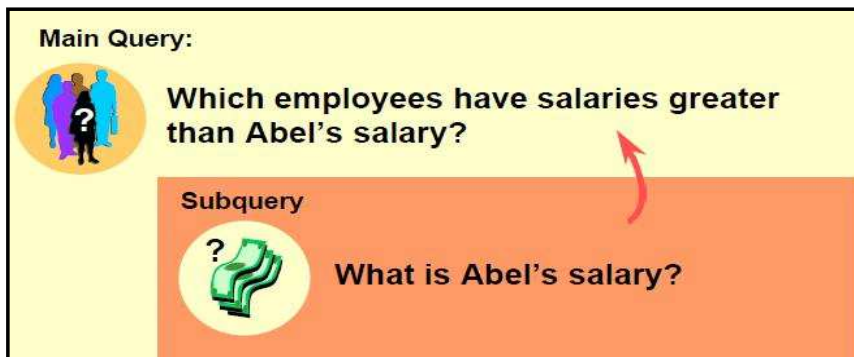 Main Query:
?
Which employees have salaries greater
than Abel's salary?
Subquery
?
What is Abel's salary?